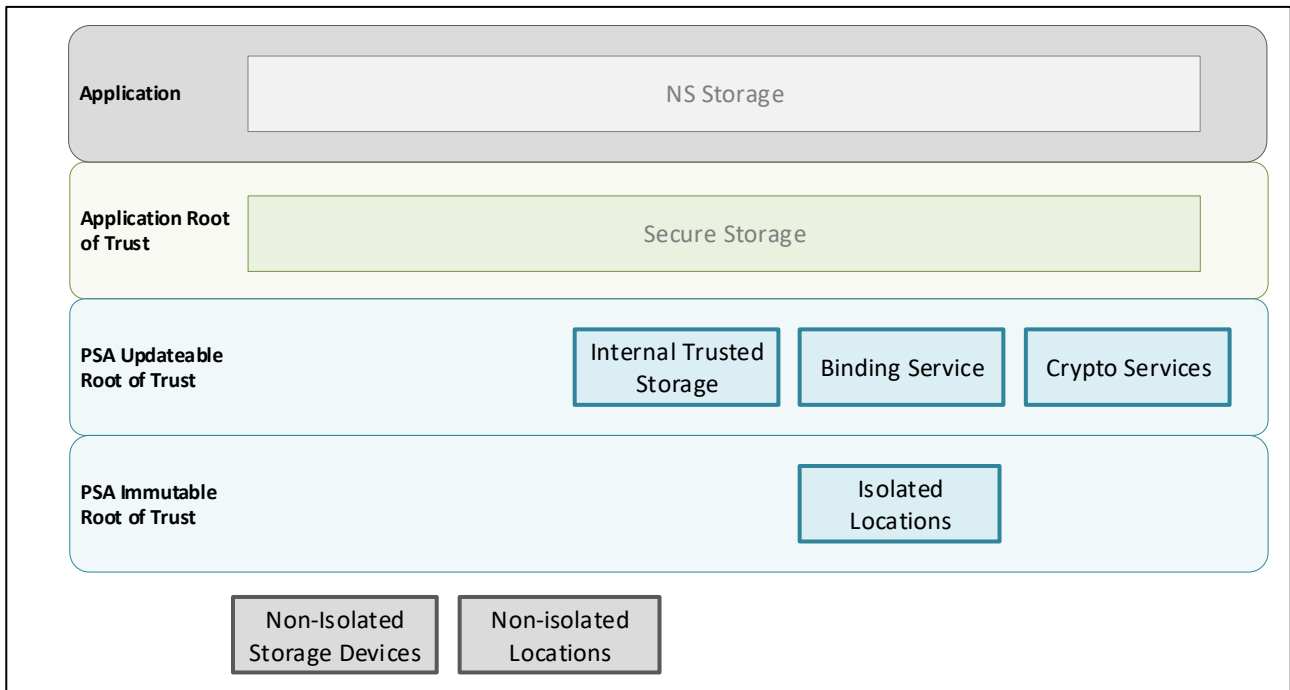 Application
NS Storage
Application Root
of Trust
Secure Storage
PSA Updateable
Root of Trust
Internal Trusted
Storage
Binding Service
Crypto Services
PSA Immutable
Root of Trust
Isolated
Locations
Non-Isolated
Storage Devices
Non-isolated
Locations